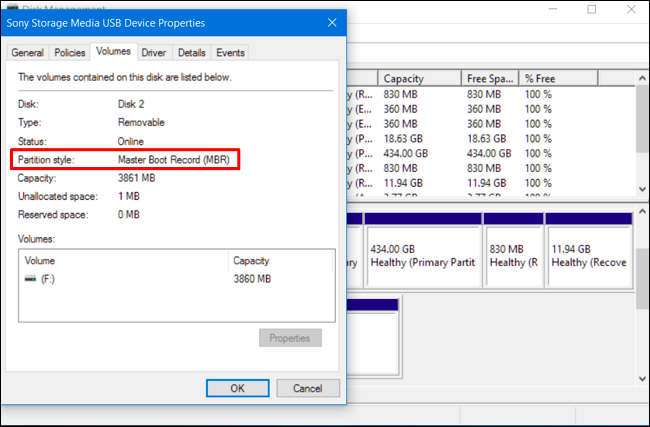 Disk Management
Sony Storage Media USB Device Properties
General Policies Volumes Driver Details Events
The volumes contained on this disk are listed below.
Disk: Disk 2
Type: Removable
Status: Online
Partition style: Master Boot Record (MBR)
Capacity: 3861 MB
Unallocated space: 1 MB
Reserved space: 0 MB
Volumes:
Volume Capacity
(F:) 3860 MB
Properties
OK Cancel
Capacity Free Spa... % Free
y (R... 830 MB 830 MB 100 %
y (E... 360 MB 360 MB 100 %
y (E... 360 MB 360 MB 100 %
y (P... 18.63 GB 18.63 GB 100 %
y (P... 434.00 GB 434.00 GB 100 %
y (R... 830 MB 830 MB 100 %
y (R... 11.94 GB 11.94 GB 100 %
100 %
434.00 GB 830 MB 11.94 GB
ary Healthy (Primary Partit Healthy (R Healthy (Recove